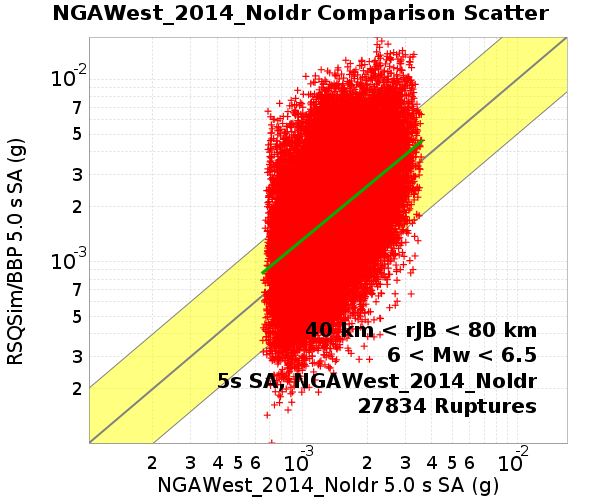 NGAWest_2014_NoIdr Comparison Scatter
RSQSim/BBP 5.0 s SA (g)
10-2
7
5
3
2
10-3
7
5
3
2
40 km < rJB < 80 km
6 < Mw < 6.5
5s SA, NGAWest_2014_NoIdr
27834 Ruptures
2 3 4 5 6 10-3 2 3 4 5 6 10-2
NGAWest_2014_NoIdr 5.0 s SA (g)